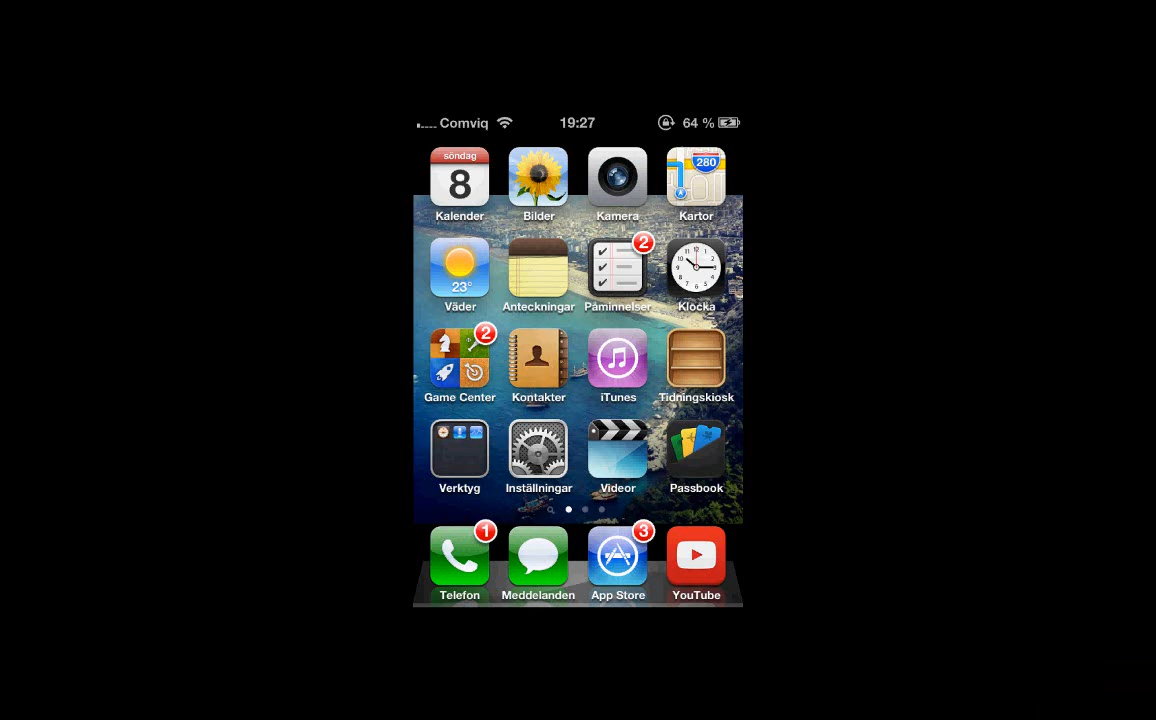 Comviq 19:27 64 %
söndag
8
280
Kalender Bilder Kamera Kartor
2
23°
Väder Anteckningar Påminnelser Klocka
2
Game Center Kontakter iTunes Tidningskiosk
Verktyg Inställningar Videor Passbook
1 3
Telefon Meddelanden App Store YouTube